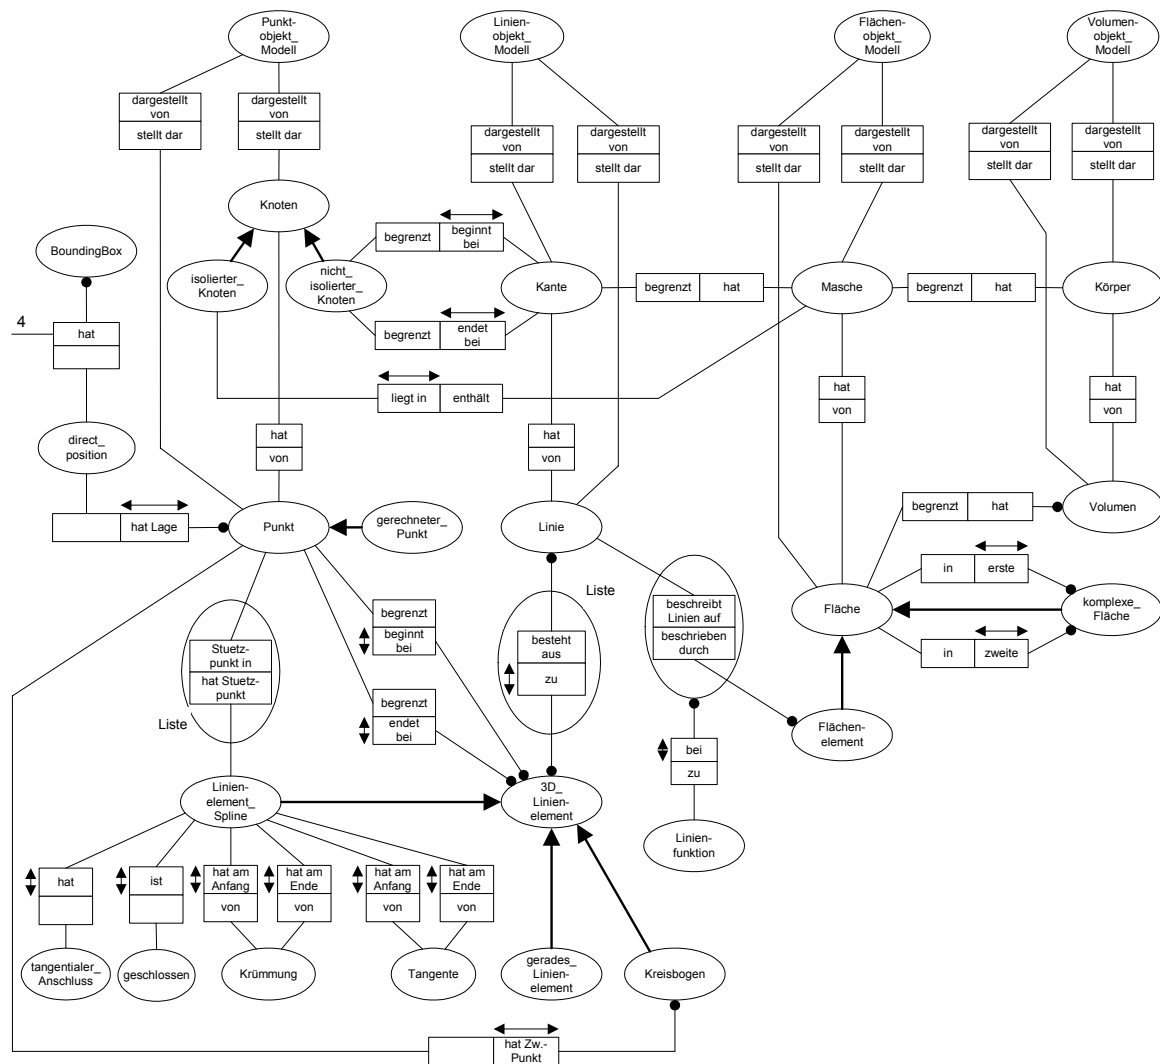 Punkt-
objekt_
Modell
Linien-
objekt_
Modell
Flächen-
objekt_
Modell
Volumen-
objekt_
Modell
dargestellt
von
stellt dar
dargestellt
von
stellt dar
dargestellt
von
stellt dar
dargestellt
von
stellt dar
dargestellt
von
stellt dar
dargestellt
von
stellt dar
dargestellt
von
stellt dar
dargestellt
von
stellt dar
Knoten
BoundingBox
isolierter_
Knoten
nicht_
isolierter_
Knoten
begrenzt
beginnt
bei
begrenzt
endet
bei
Kante
begrenzt
hat
Masche
begrenzt
hat
Körper
4
hat
liegt in
enthält
hat
von
hat
von
direct_
position
hat
von
hat
von
hat Lage
Punkt
gerechneter_
Punkt
Linie
begrenzt
hat
Volumen
in
erste
Fläche
komplexe_
Fläche
in
zweite
Liste
beschreibt
Linien auf
beschrieben
durch
begrenzt
beginnt
bei
besteht
aus
zu
Stuetz-
punkt in
hat Stuetz-
punkt
Liste
begrenzt
endet
bei
Flächen-
element
bei
zu
Linien-
element_
Spline
3D_
Linien-
element
Linien-
funktion
hat
ist
hat am
Anfang
von
hat am
Ende
von
hat am
Anfang
von
hat am
Ende
von
tangentialer_
Anschluss
geschlossen
Krümmung
Tangente
gerades_
Linien-
element
Kreisbogen
hat Zw.-
Punkt